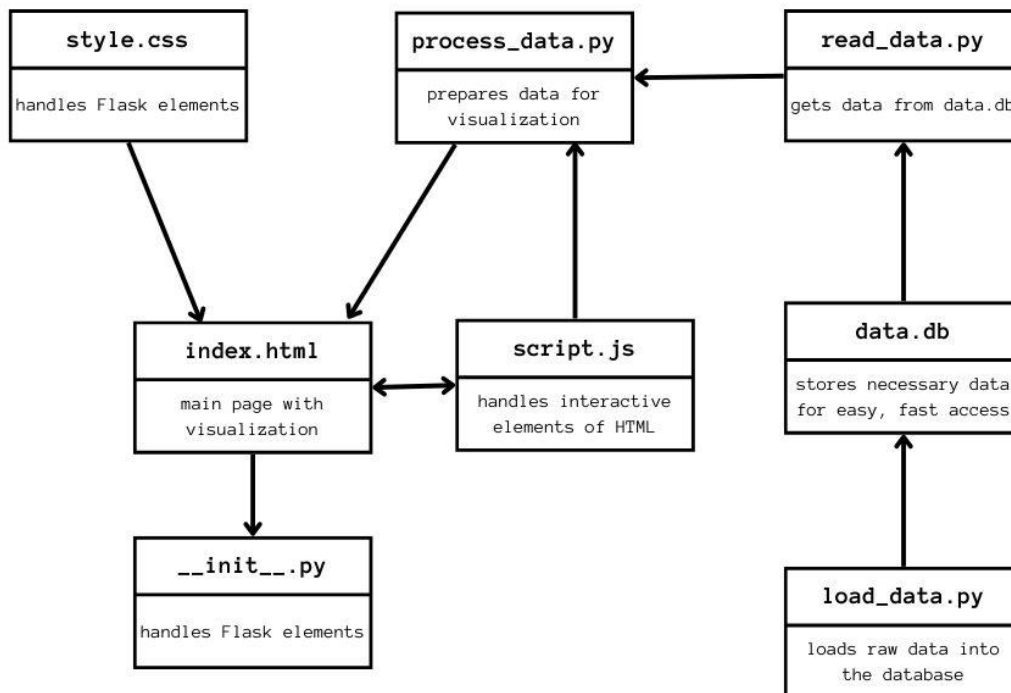 style.css
handles Flask elements
process_data.py
prepares data for
visualization
read_data.py
gets data from data.db
index.html
main page with
visualization
script.js
handles interactive
elements of HTML
data.db
stores necessary data
for easy, fast access
__init__.py
handles Flask elements
load_data.py
loads raw data into
the database